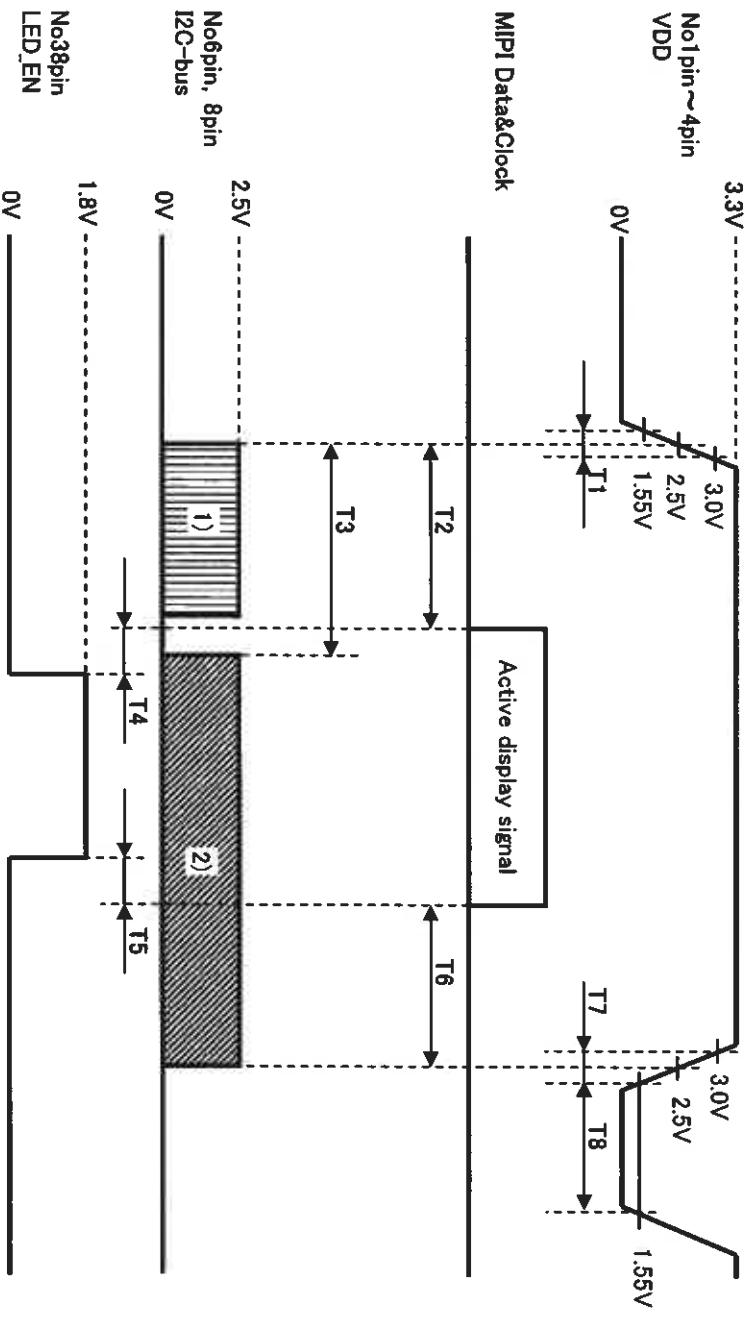 No1pin~4pin
VDD
3.3V
0V
3.0V
2.5V
1.55V
T1
T7
3.0V
2.5V
T8
1.55V
MIPI Data&Clock
Active display signal
T2
T6
T3
No6pin, 8pin
I2C-bus
2.5V
0V
1)
2)
T4
T5
No38pin
LED_EN
1.8V
0V